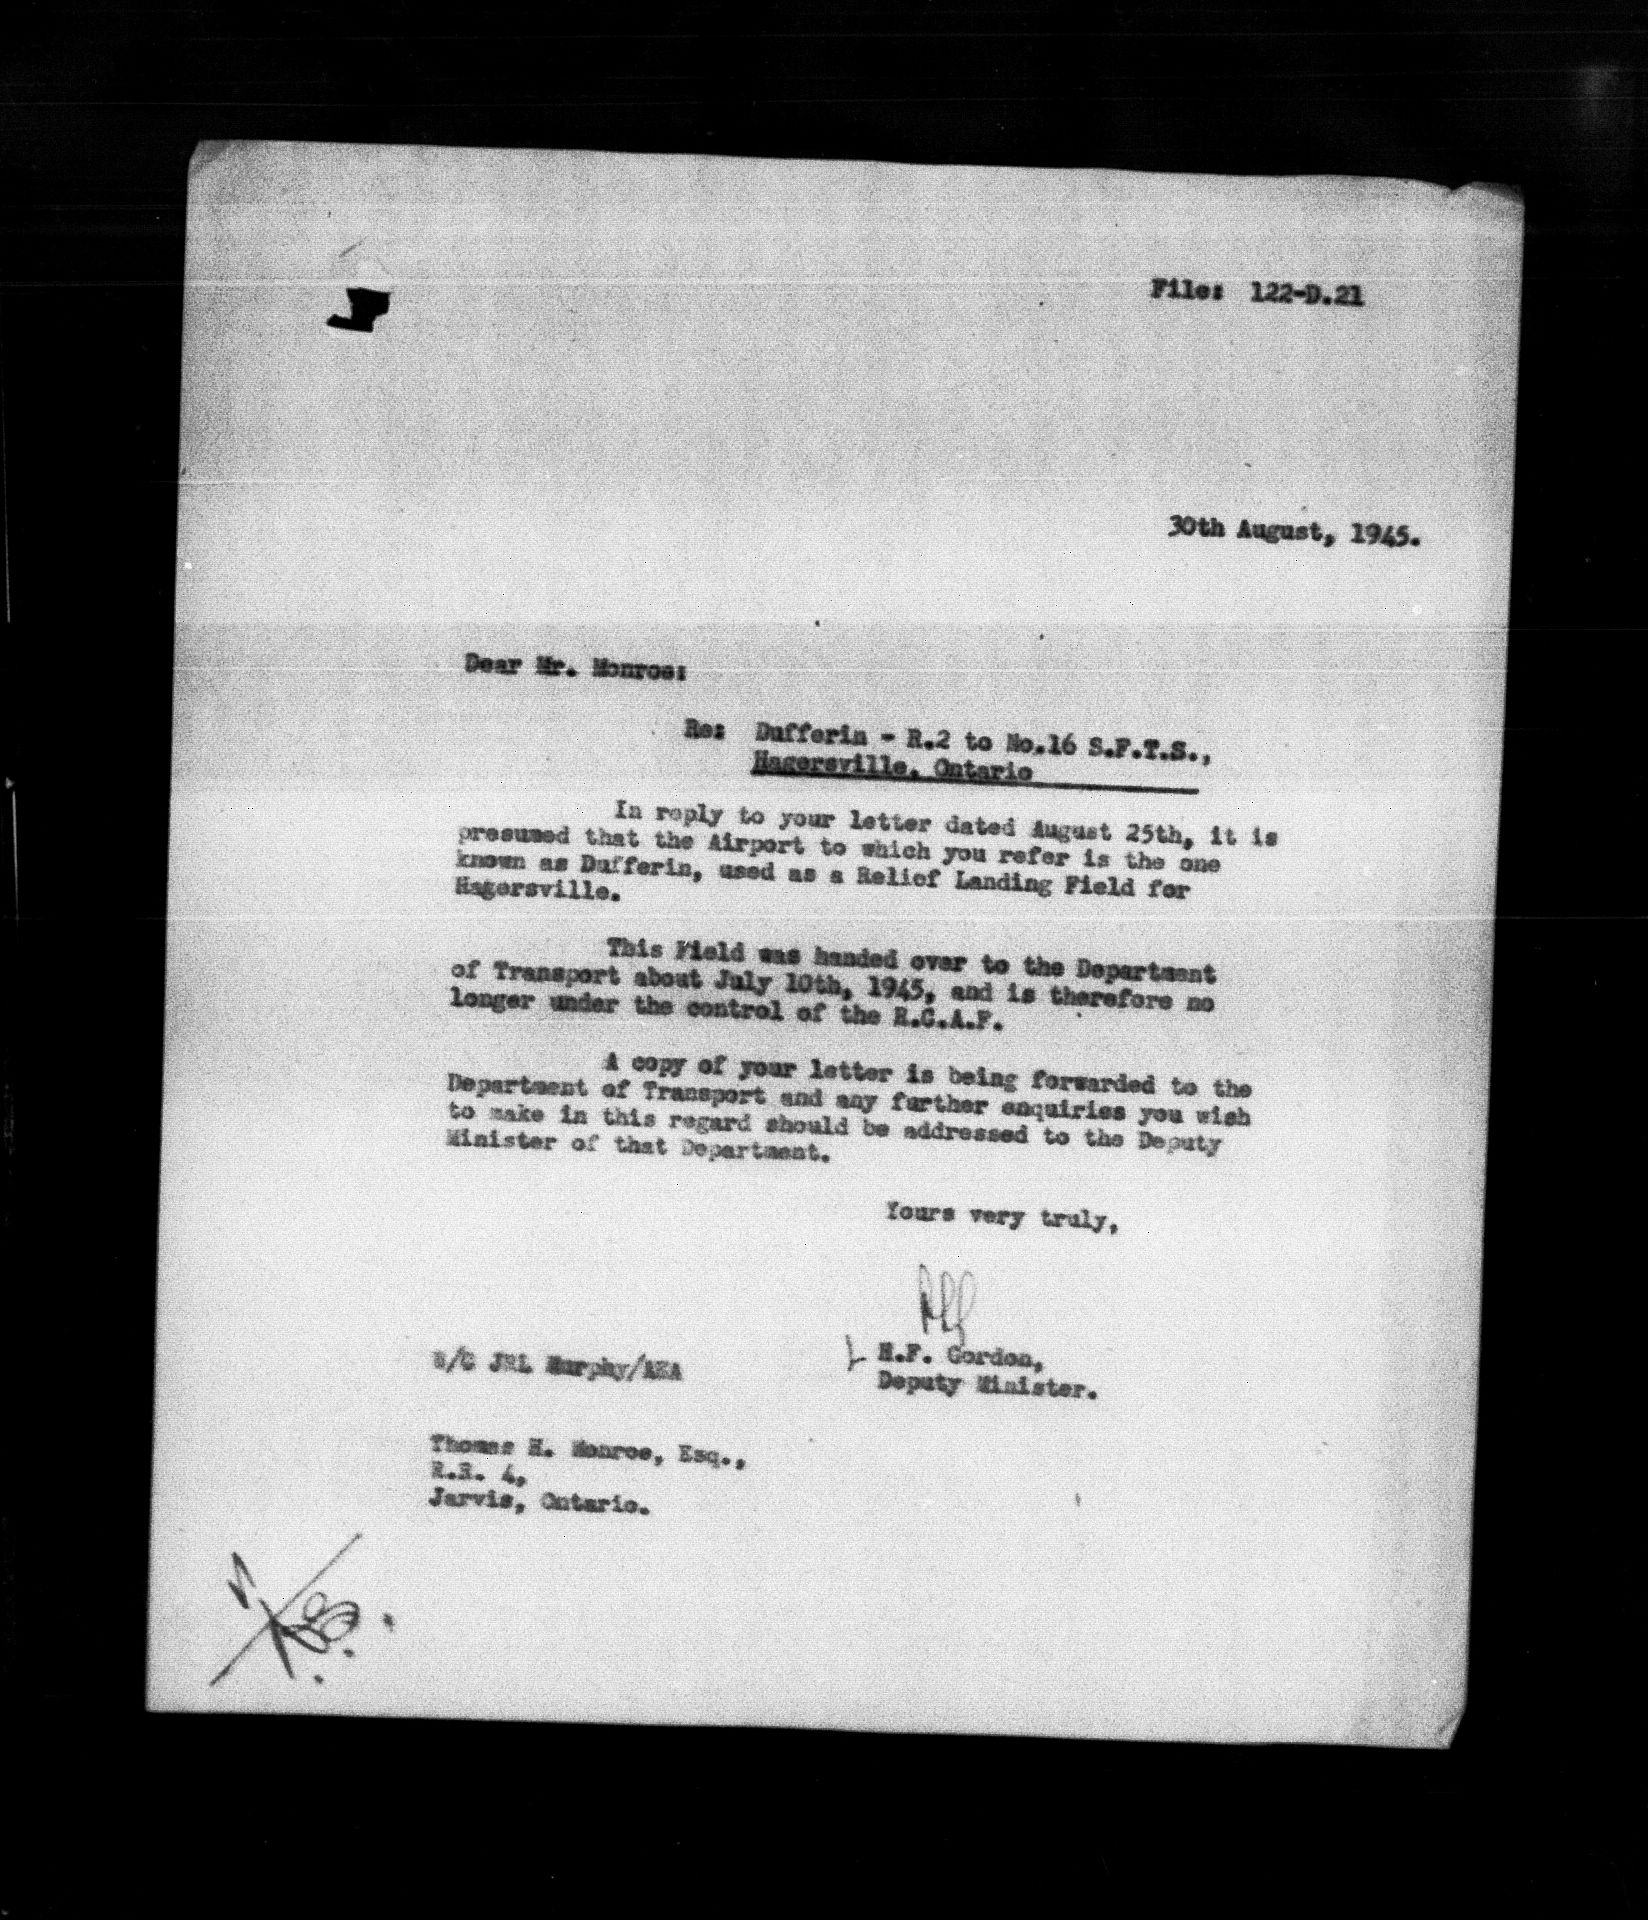 File: 122-D.21
30th August, 1945.
Dear Mr. Monroe:
Re: Dufferin - R.2 to No.16 S.F.T.S.,
Hagersville, Ontario
In reply to your letter dated August 25th, it is
presumed that the Airport to which you refer is the one
known as Dufferin, used as a Relief Landing Field for
Hagersville.
This Field was handed over to the Department
of Transport about July 10th, 1945, and is therefore no
longer under the control of the R.C.A.F.
A copy of your letter is being forwarded to the
Department of Transport and any further enquiries you wish
to make in this regard should be addressed to the Deputy
Minister of that Department.
Yours very truly,
H.F. Gordon,
Deputy Minister.
Murphy/AKA
Thomas H. Monroe, Esq.,
R.R. 4,
Jarvis, Ontario.